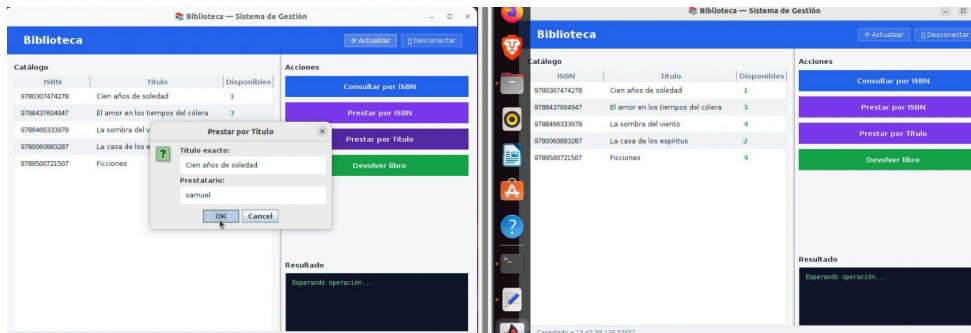 Biblioteca — Sistema de Gestión
Biblioteca
Actualizar
Desconectar
Catálogo
ISBN Título Disponibles
9780307474278 Cien años de soledad 1
9788437604947 El amor en los tiempos del cólera 3
9788466333978 La sombra del v
9780060883287 La casa de los e
9789500721507 Ficciones
Acciones
Consultar por ISBN
Prestar por ISBN
Prestar por Título
Devolver libro
Prestar por Título
Título exacto:
Cien años de soledad
Prestatario:
samuel
OK Cancel
Resultado
Esperando operación...
Biblioteca — Sistema de Gestión
Biblioteca
Actualizar
Desconectar
Catálogo
ISBN Título Disponibles
9780307474278 Cien años de soledad 1
9788437604947 El amor en los tiempos del cólera 3
9788466333978 La sombra del viento 4
9780060883287 La casa de los espíritus 2
9789500721507 Ficciones 4
Acciones
Consultar por ISBN
Prestar por ISBN
Prestar por Título
Devolver libro
Resultado
Esperando operación...
Conectado a